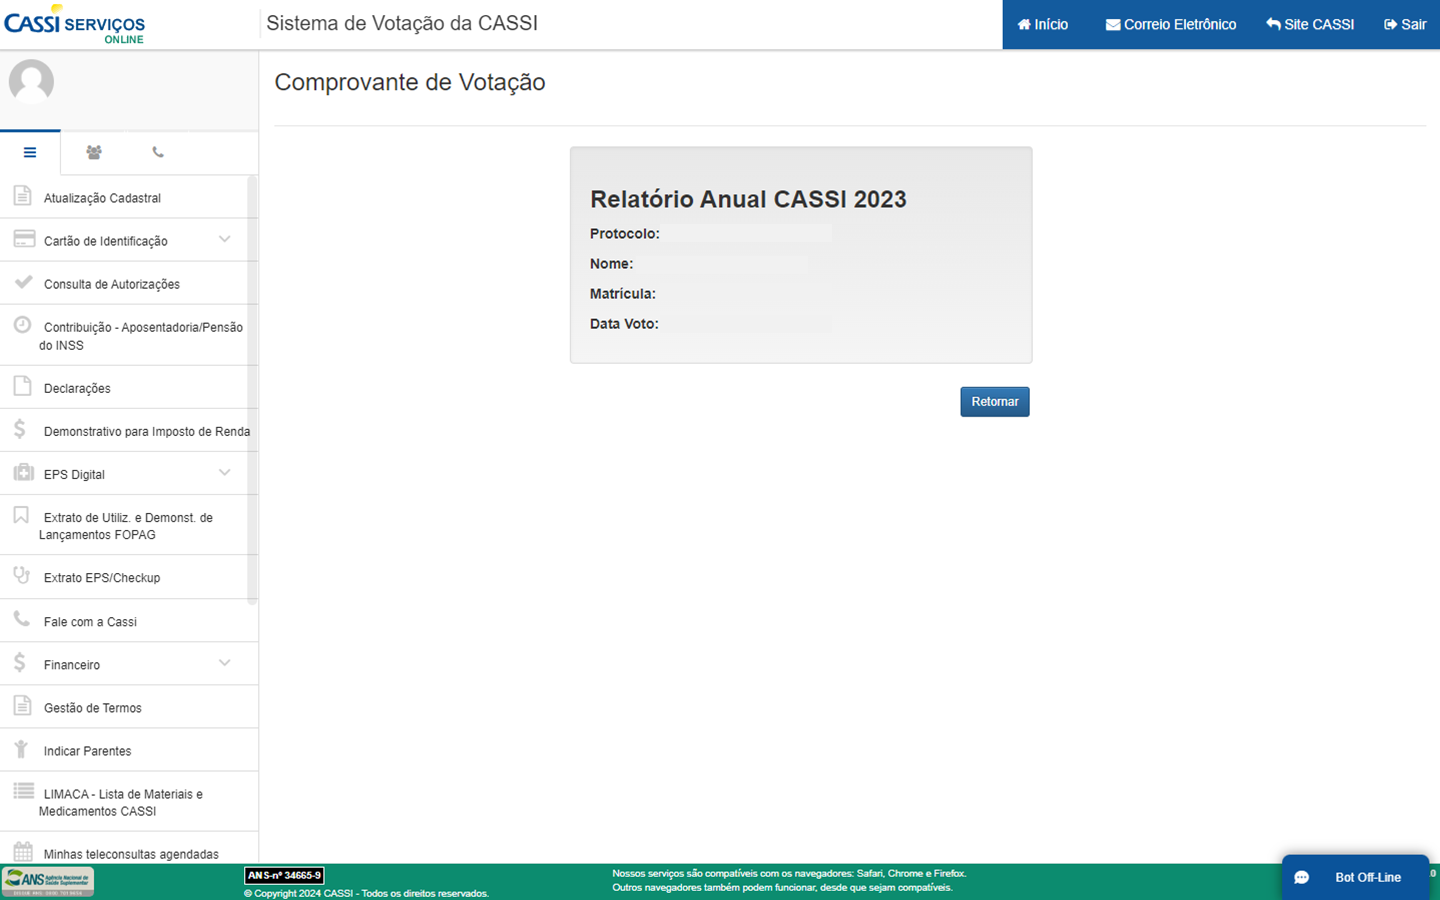 CASSI SERVIÇOS
ONLINE
Sistema de Votação da CASSI
Início
Correio Eletrônico
Site CASSI
Sair
Comprovante de Votação
Atualização Cadastral
Cartão de Identificação
Consulta de Autorizações
Contribuição - Aposentadoria/Pensão
do INSS
Declarações
Demonstrativo para Imposto de Renda
EPS Digital
Extrato de Utiliz. e Demonst. de
Lançamentos FOPAG
Extrato EPS/Checkup
Fale com a Cassi
Financeiro
Gestão de Termos
Indicar Parentes
LIMACA - Lista de Materiais e
Medicamentos CASSI
Minhas teleconsultas agendadas
Relatório Anual CASSI 2023
Protocolo:
Nome:
Matrícula:
Data Voto:
Retornar
ANS Agência Nacional de
Saúde Suplementar
ANS-nº 34665-9
© Copyright 2024 CASSI - Todos os direitos reservados.
Nossos serviços são compatíveis com os navegadores: Safari, Chrome e Firefox.
Outros navegadores também podem funcionar, desde que sejam compatíveis.
Bot Off-Line